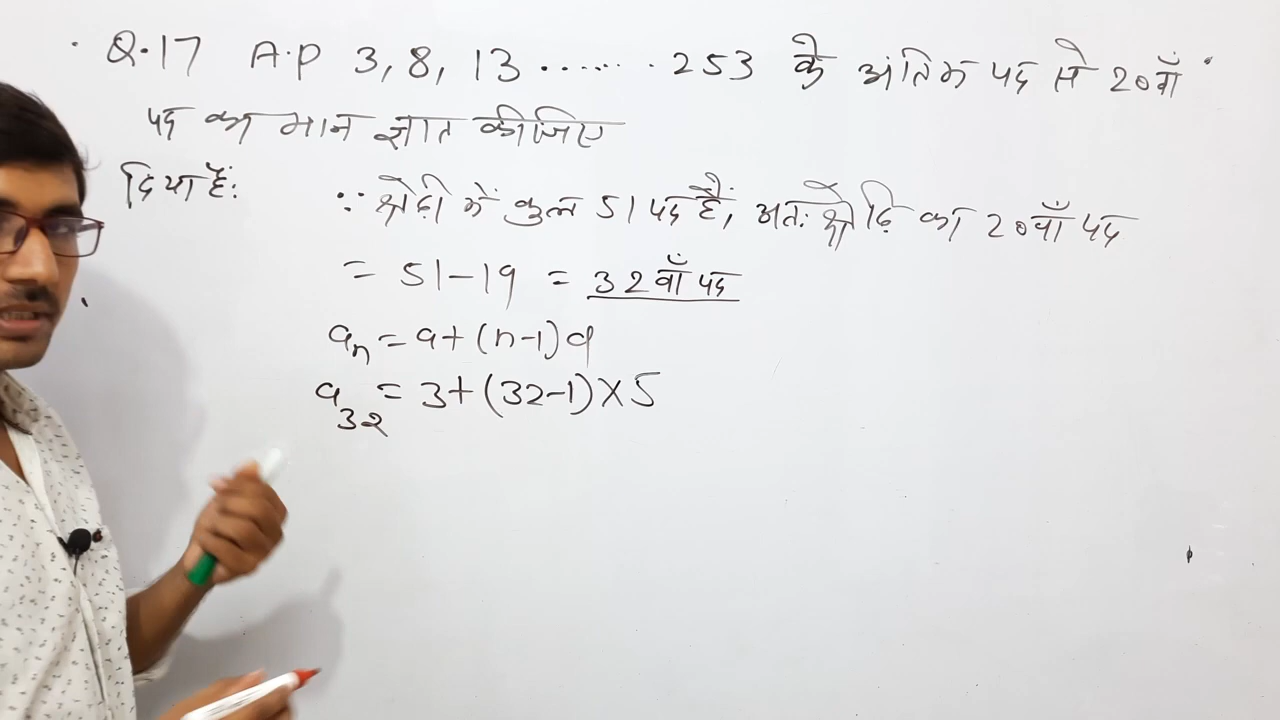 Q.17 A.P 3, 8, 13 ...... .253 के अंतिम पद से 20वाँ
पद का मान ज्ञात कीजिए
दिया हैं:
∵ श्रेढ़ी में कुल 51 पद हैं, अतः श्रेढि का 20वाँ पद
= 51-19 = 32वाँ पद
aₙ = a+(n-1)d
a₃₂ = 3+(32-1)×5